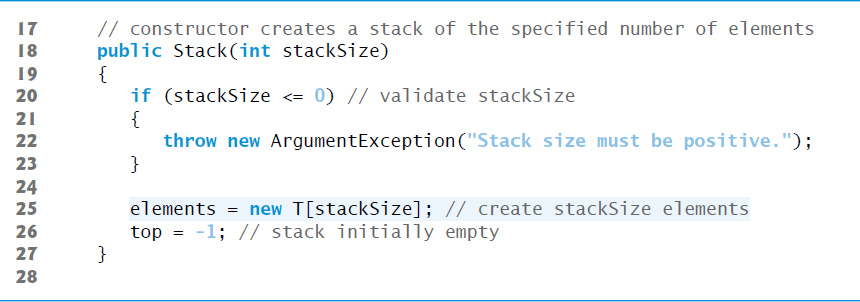 17 // constructor creates a stack of the specified number of elements
18 public Stack(int stackSize)
19 {
20 if (stackSize <= 0) // validate stackSize
21 {
22 throw new ArgumentException("Stack size must be positive.");
23 }
24
25 elements = new T[stackSize]; // create stackSize elements
26 top = -1; // stack initially empty
27 }
28